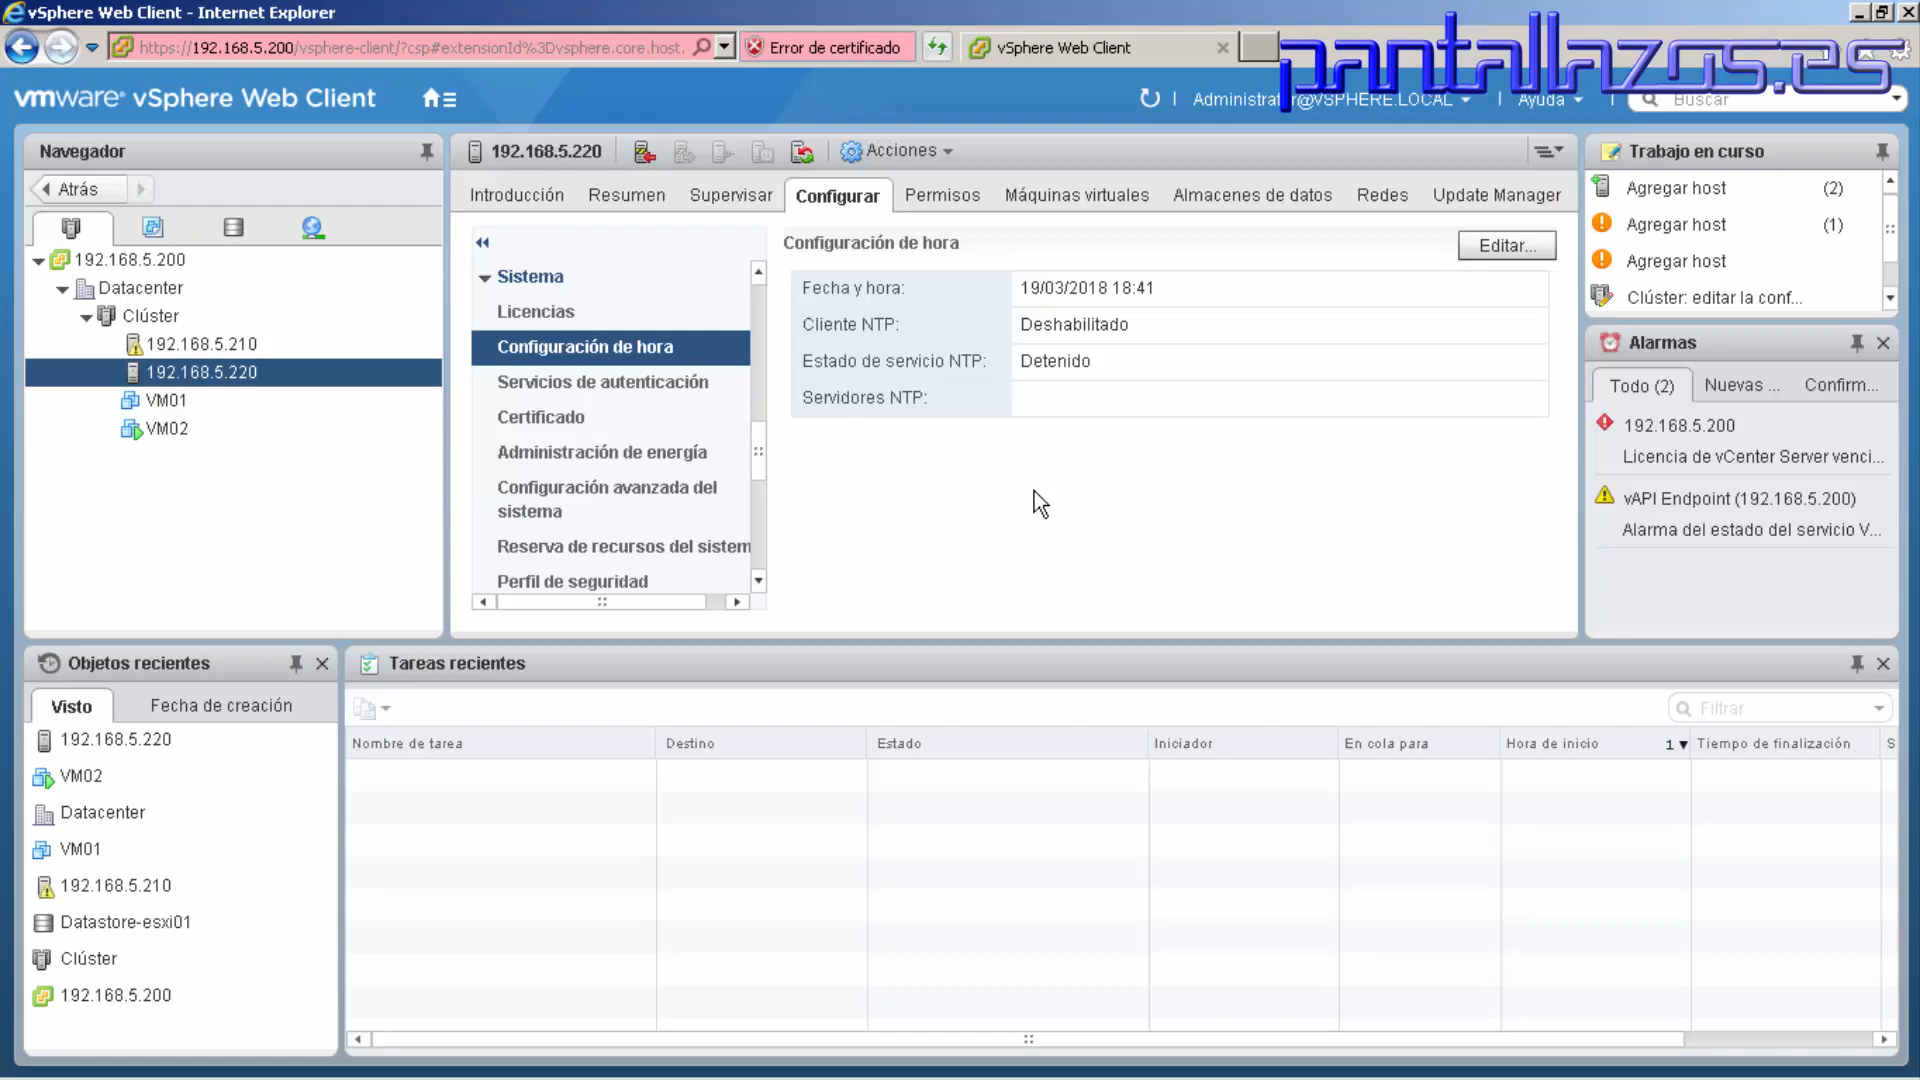 vSphere Web Client - Internet Explorer
https://192.168.5.200/vsphere-client/?csp#extensionId%3Dvsphere.core.host.
Error de certificado
vSphere Web Client
pantallazos.es
vmware® vSphere Web Client
Administrator@VSPHERE.LOCAL
Ayuda
Buscar
Navegador
Atrás
192.168.5.200
Datacenter
Clúster
192.168.5.210
192.168.5.220
VM01
VM02
192.168.5.220
Acciones
Introducción
Resumen
Supervisar
Configurar
Permisos
Máquinas virtuales
Almacenes de datos
Redes
Update Manager
Sistema
Licencias
Configuración de hora
Servicios de autenticación
Certificado
Administración de energía
Configuración avanzada del
sistema
Reserva de recursos del sistem
Perfil de seguridad
Configuración de hora
Editar...
Fecha y hora: 19/03/2018 18:41
Cliente NTP: Deshabilitado
Estado de servicio NTP: Detenido
Servidores NTP:
Trabajo en curso
Agregar host (2)
Agregar host (1)
Agregar host
Clúster: editar la conf...
Alarmas
Todo (2)
Nuevas ...
Confirm...
192.168.5.200
Licencia de vCenter Server venci...
vAPI Endpoint (192.168.5.200)
Alarma del estado del servicio V...
Objetos recientes
Visto
Fecha de creación
192.168.5.220
VM02
Datacenter
VM01
192.168.5.210
Datastore-esxi01
Clúster
192.168.5.200
Tareas recientes
Filtrar
Nombre de tarea
Destino
Estado
Iniciador
En cola para
Hora de inicio
1 ▼
Tiempo de finalización
S